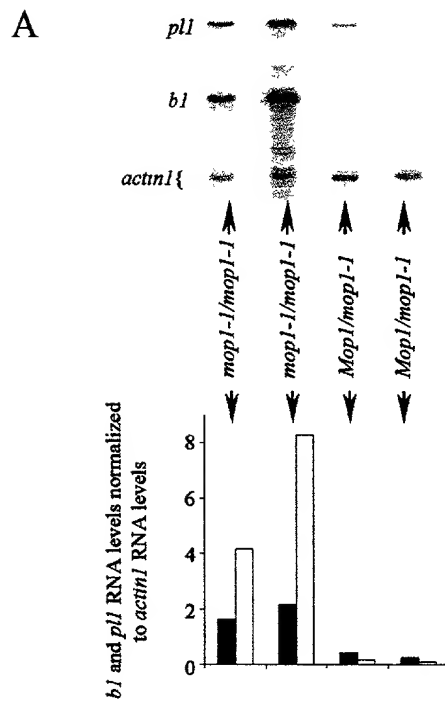 A
pl1
b1
actin1{
mop1-1/mop1-1
mop1-1/mop1-1
Mop1/mop1-1
Mop1/mop1-1
b1 and pl1 RNA levels normalized
to actin1 RNA levels
8
6
4
2
0